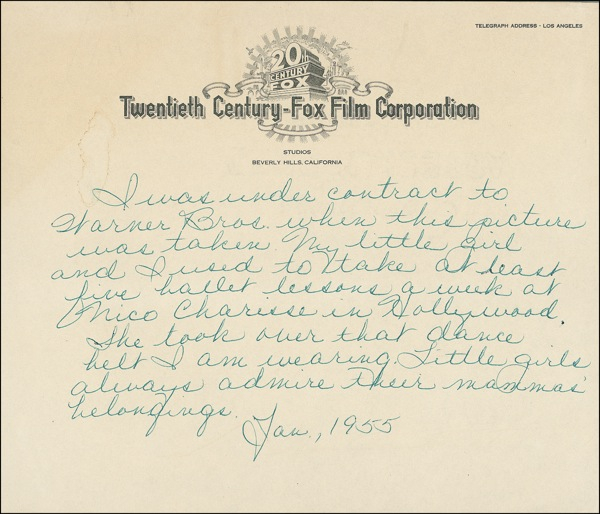 TELEGRAPH ADDRESS - LOS ANGELES
20th
CENTURY
FOX
Twentieth Century-Fox Film Corporation
STUDIOS
BEVERLY HILLS, CALIFORNIA
I was under contract to
Warner Bros. when this picture
was taken. My little girl
and I used to take at least
five ballet lessons a week at
Nico Charisse in Hollywood.
She took over that dance
belt I am wearing. Little girls
always admire their mammas'
belongings.
Jan., 1955